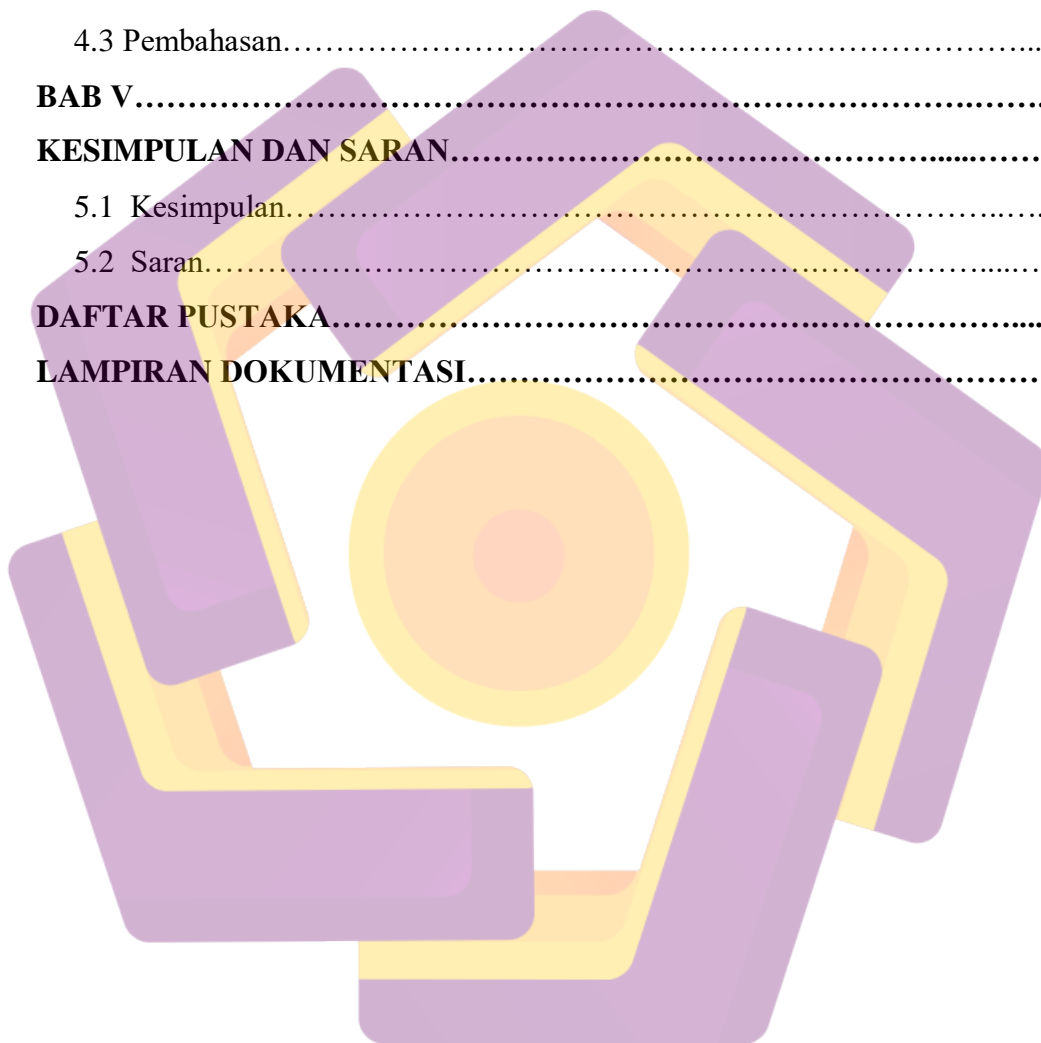 4.3 Pembahasan…………………………………………………………...
BAB V……………………………………………………………….……
KESIMPULAN DAN SARAN……………………………………......……
5.1 Kesimpulan…………………………………………………………..….
5.2 Saran………………………………………………….……………....…
DAFTAR PUSTAKA……………………………………….……………....
LAMPIRAN DOKUMENTASI…………………………….………………